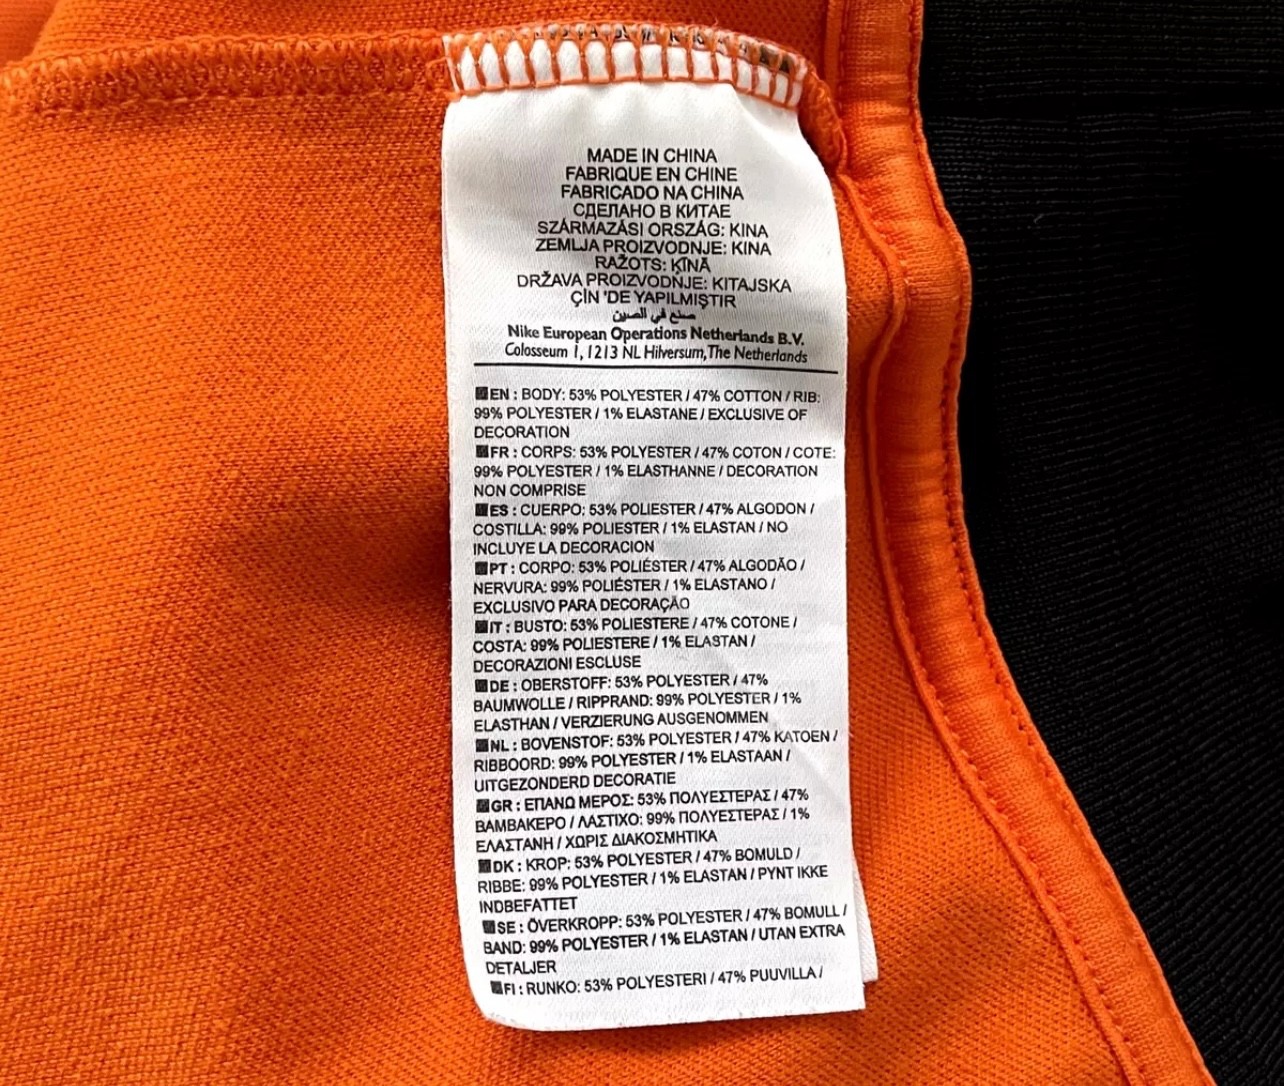 MADE IN CHINA
FABRIQUE EN CHINE
FABRICADO NA CHINA
СДЕЛАНО В КИТАЕ
SZÁRMAZÁSI ORSZÁG: KINA
ZEMLJA PROIZVODNJE: KINA
RAŽOTS: ĶĪNĀ
DRŽAVA PROIZVODNJE: KITAJSKA
ÇİN 'DE YAPILMIŞTIR
صنع في الصين
Nike European Operations Netherlands B.V.
Colosseum 1, 1213 NL Hilversum, The Netherlands
EN : BODY: 53% POLYESTER / 47% COTTON / RIB:
99% POLYESTER / 1% ELASTANE / EXCLUSIVE OF
DECORATION
FR : CORPS: 53% POLYESTER / 47% COTON / COTE:
99% POLYESTER / 1% ELASTHANNE / DECORATION
NON COMPRISE
ES : CUERPO: 53% POLIESTER / 47% ALGODON /
COSTILLA: 99% POLIESTER / 1% ELASTAN / NO
INCLUYE LA DECORACION
PT : CORPO: 53% POLIÉSTER / 47% ALGODÃO /
NERVURA: 99% POLIÉSTER / 1% ELASTANO /
EXCLUSIVO PARA DECORAÇÃO
IT : BUSTO: 53% POLIESTERE / 47% COTONE /
COSTA: 99% POLIESTERE / 1% ELASTAN /
DECORAZIONI ESCLUSE
DE : OBERSTOFF: 53% POLYESTER / 47%
BAUMWOLLE / RIPPRAND: 99% POLYESTER / 1%
ELASTHAN / VERZIERUNG AUSGENOMMEN
NL : BOVENSTOF: 53% POLYESTER / 47% KATOEN /
RIBBOORD: 99% POLYESTER / 1% ELASTAAN /
UITGEZONDERD DECORATIE
GR : ΕΠΑΝΩ ΜΕΡΟΣ: 53% ΠΟΛΥΕΣΤΕΡΑΣ / 47%
ΒΑΜΒΑΚΕΡΟ / ΛΑΣΤΙΧΟ: 99% ΠΟΛΥΕΣΤΕΡΑΣ / 1%
ΕΛΑΣΤΑΝΗ / ΧΩΡΙΣ ΔΙΑΚΟΣΜΗΤΙΚΑ
DK : KROP: 53% POLYESTER / 47% BOMULD /
RIBBE: 99% POLYESTER / 1% ELASTAN / PYNT IKKE
INDBEFATTET
SE : ÖVERKROPP: 53% POLYESTER / 47% BOMULL /
BAND: 99% POLYESTER / 1% ELASTAN / UTAN EXTRA
DETALJER
FI : RUNKO: 53% POLYESTERI / 47% PUUVILLA /